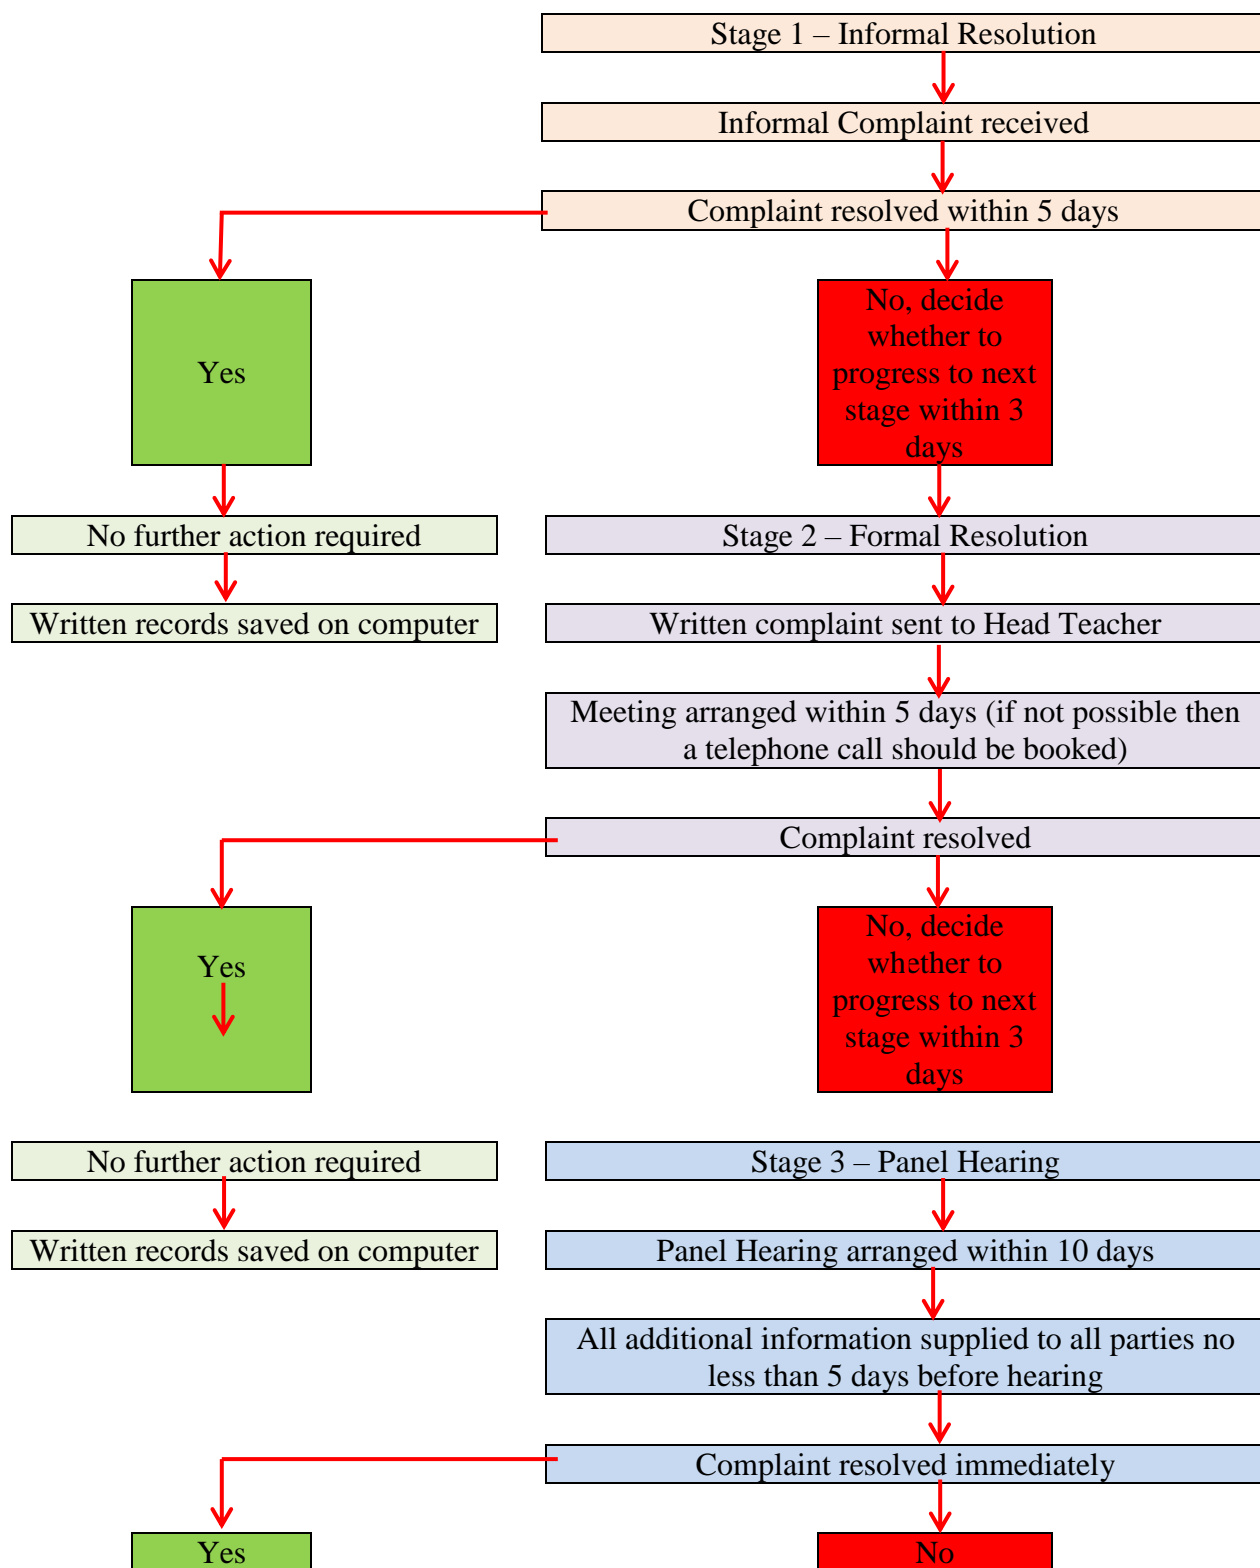 Stage 1 – Informal Resolution
Informal Complaint received
Complaint resolved within 5 days
Yes
No, decide
whether to
progress to next
stage within 3
days
No further action required
Stage 2 – Formal Resolution
Written records saved on computer
Written complaint sent to Head Teacher
Meeting arranged within 5 days (if not possible then
a telephone call should be booked)
Complaint resolved
Yes
No, decide
whether to
progress to next
stage within 3
days
No further action required
Stage 3 – Panel Hearing
Written records saved on computer
Panel Hearing arranged within 10 days
All additional information supplied to all parties no
less than 5 days before hearing
Complaint resolved immediately
Yes
No